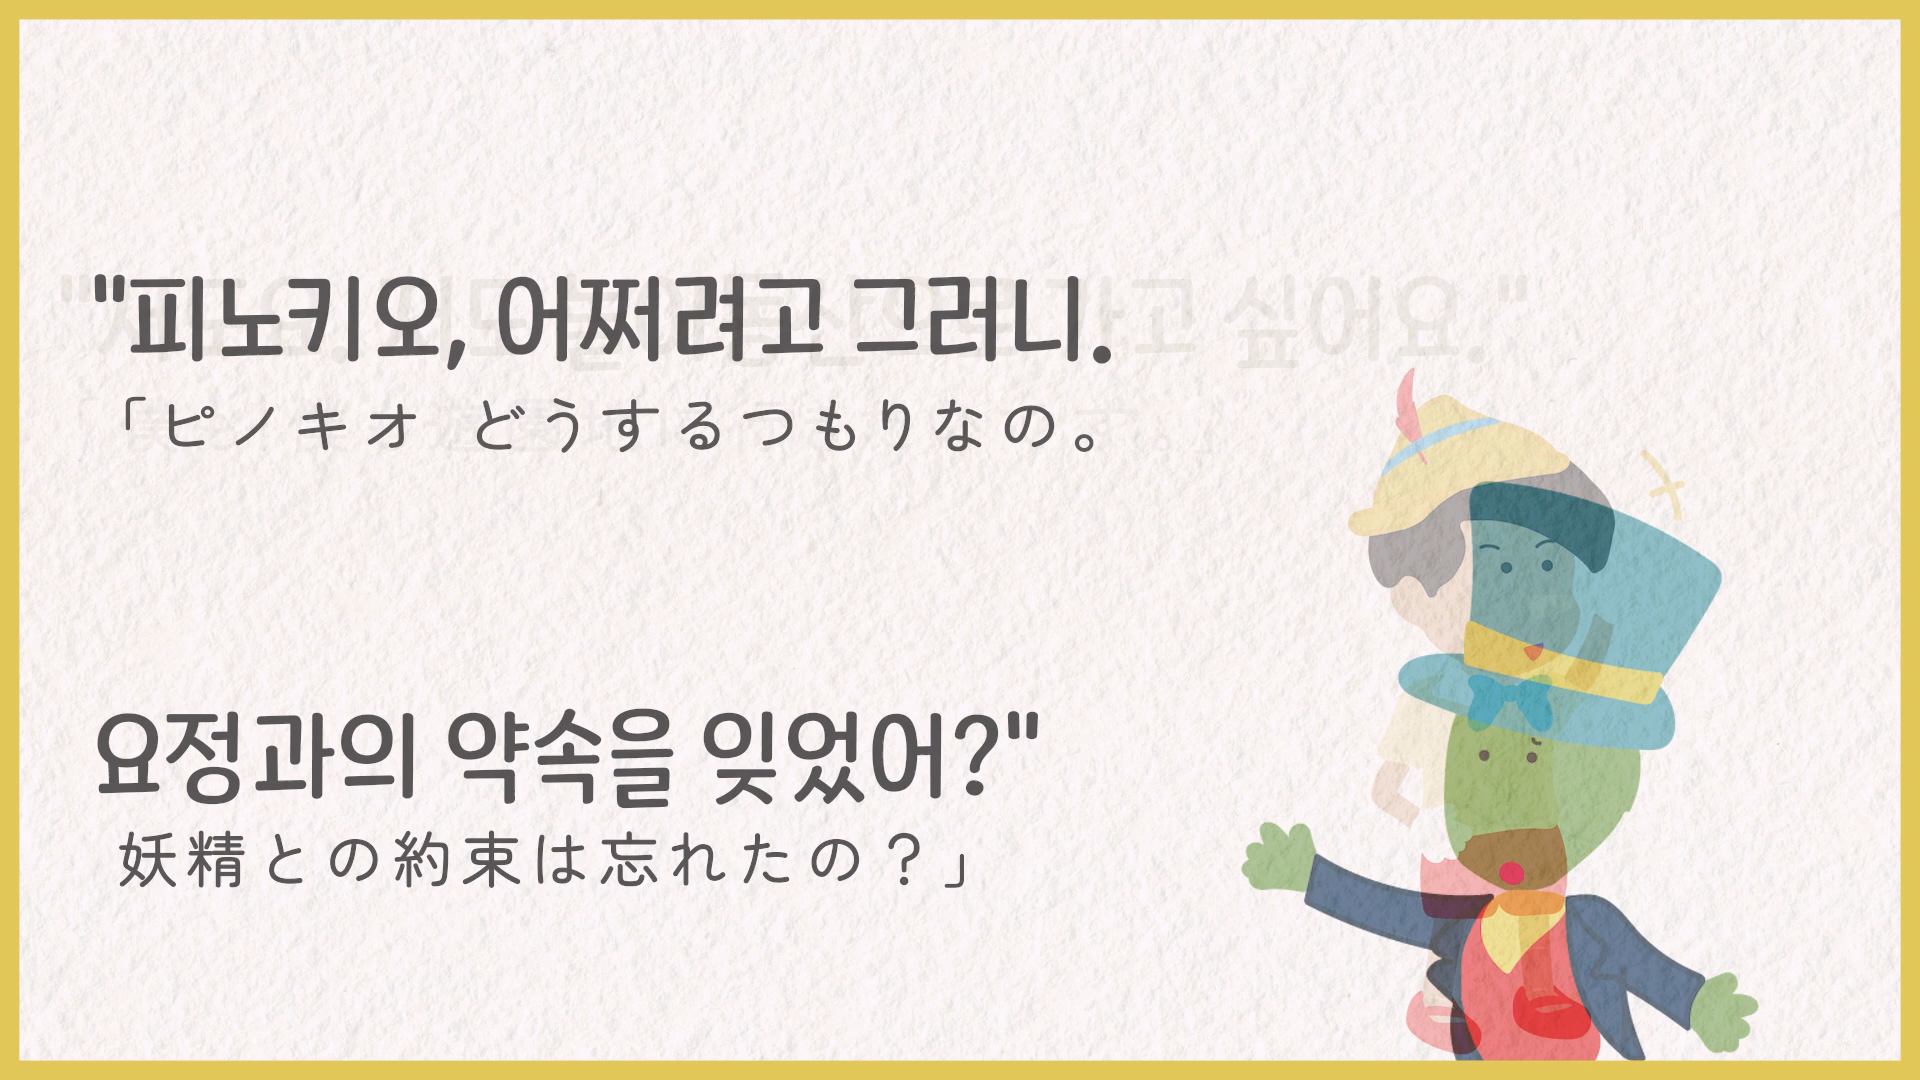 "피노키오, 어쩌려고 그러니.
「ピノキオ どうするつもりなの。
요정과의 약속을 잊었어?"
妖精との約束は忘れたの？」